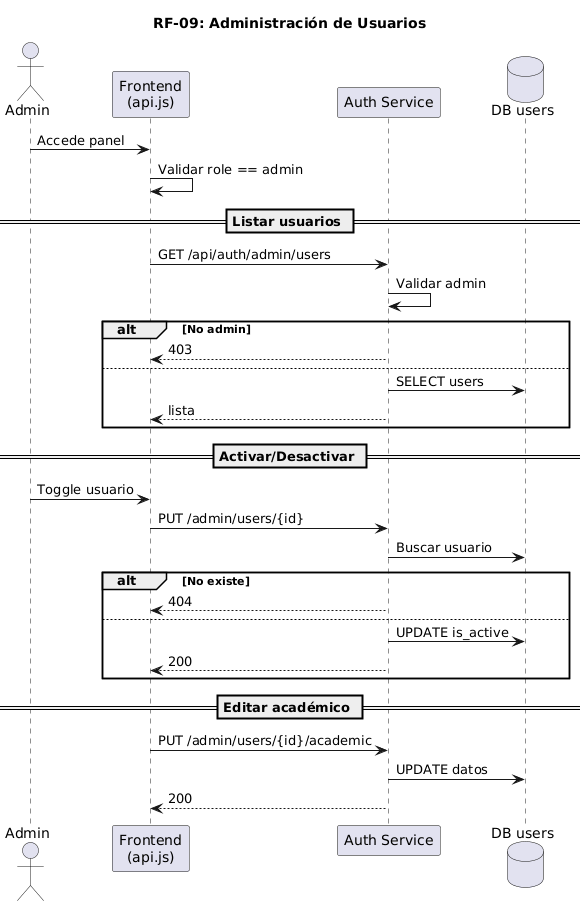 RF-09: Administración de Usuarios
Admin
Frontend
(api.js)
Auth Service
DB users
Accede panel
Validar role == admin
Listar usuarios
GET /api/auth/admin/users
Validar admin
alt
[No admin]
403
SELECT users
lista
Activar/Desactivar
Toggle usuario
PUT /admin/users/{id}
Buscar usuario
alt
[No existe]
404
UPDATE is_active
200
Editar académico
PUT /admin/users/{id}/academic
UPDATE datos
200
Admin
Frontend
(api.js)
Auth Service
DB users